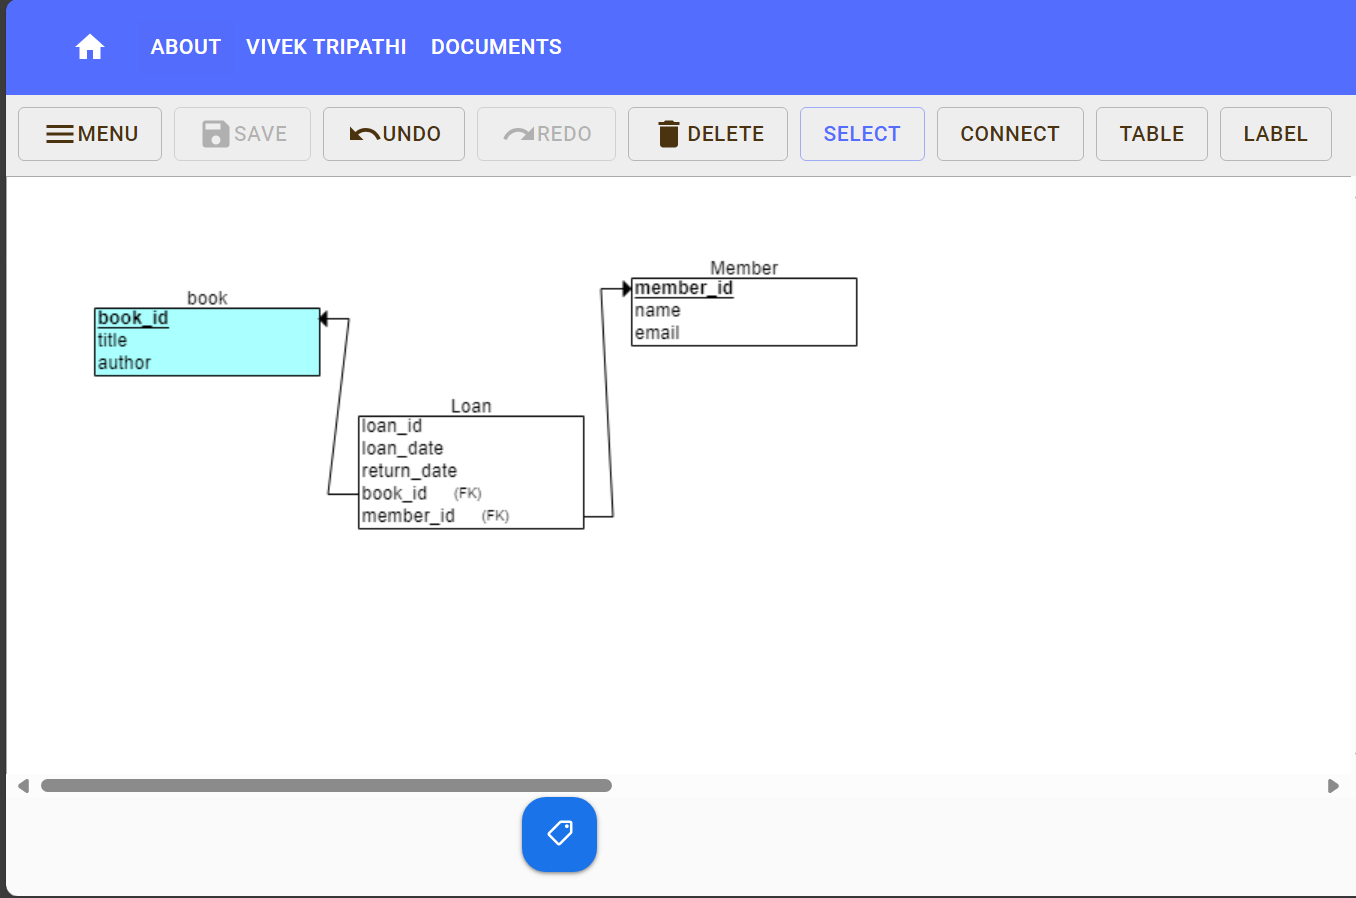 ABOUT VIVEK TRIPATHI DOCUMENTS
MENU SAVE UNDO REDO DELETE SELECT CONNECT TABLE LABEL
book
book_id
title
author
Member
member_id
name
email
Loan
loan_id
loan_date
return_date
book_id (FK)
member_id (FK)